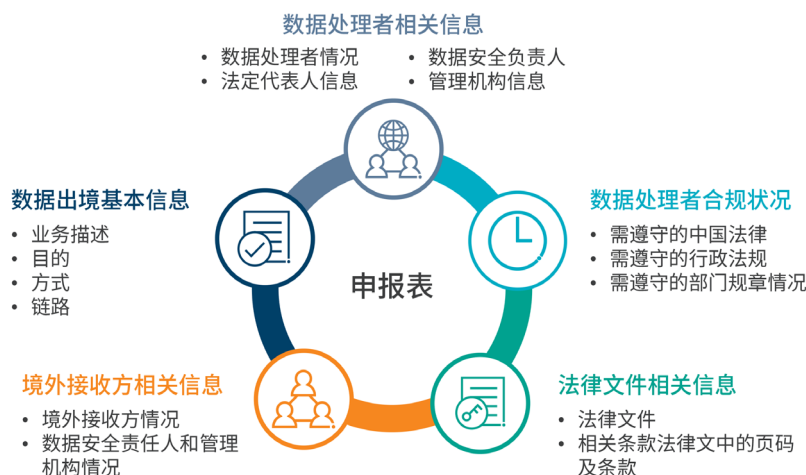 数据处理者相关信息
• 数据处理者情况
• 法定代表人信息
• 数据安全负责人
• 管理机构信息
数据出境基本信息
• 业务描述
• 目的
• 方式
• 链路
数据处理者合规状况
• 需遵守的中国法律
• 需遵守的行政法规
• 需遵守的部门规章情况
申报表
境外接收方相关信息
• 境外接收方情况
• 数据安全责任人和管理
机构情况
法律文件相关信息
• 法律文件
• 相关条款法律文中的页码
及条款